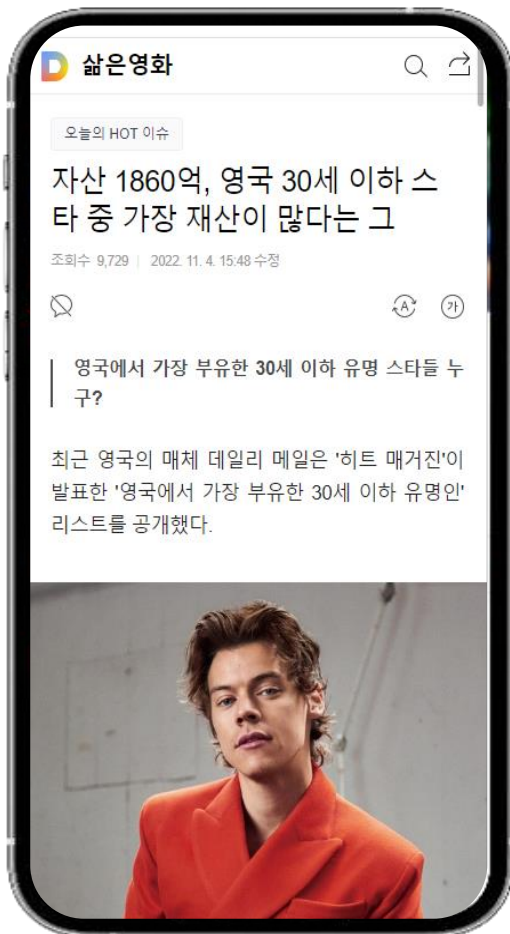 삶은영화
오늘의 HOT 이슈
자산 1860억, 영국 30세 이하 스
타 중 가장 재산이 많다는 그
조회수 9,729 | 2022. 11. 4. 15:48 수정
가
영국에서 가장 부유한 30세 이하 유명 스타들 누
구?
최근 영국의 매체 데일리 메일은 '히트 매거진'이
발표한 '영국에서 가장 부유한 30세 이하 유명인'
리스트를 공개했다.